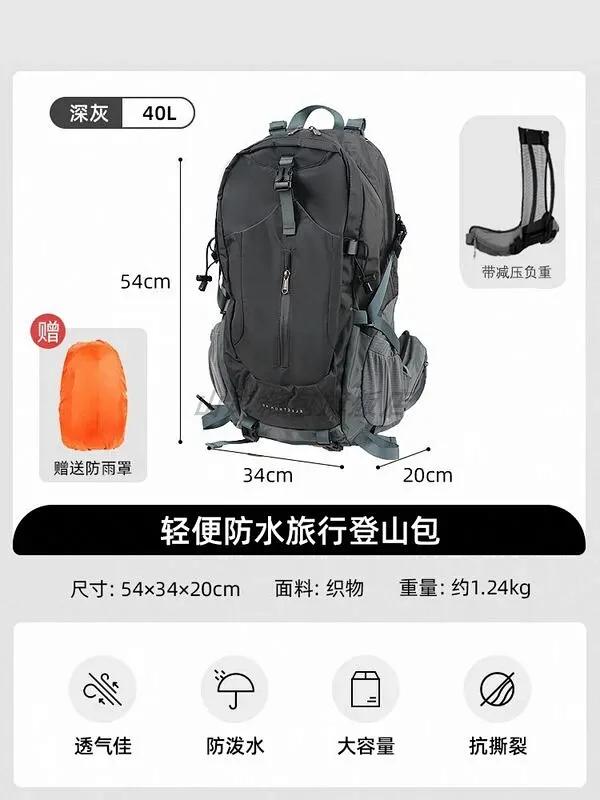 深灰 40L
54cm
带减压负重
赠
赠送防雨罩
34cm
20cm
轻便防水旅行登山包
尺寸: 54×34×20cm 面料: 织物 重量: 约1.24kg
透气佳 防泼水 大容量 抗撕裂